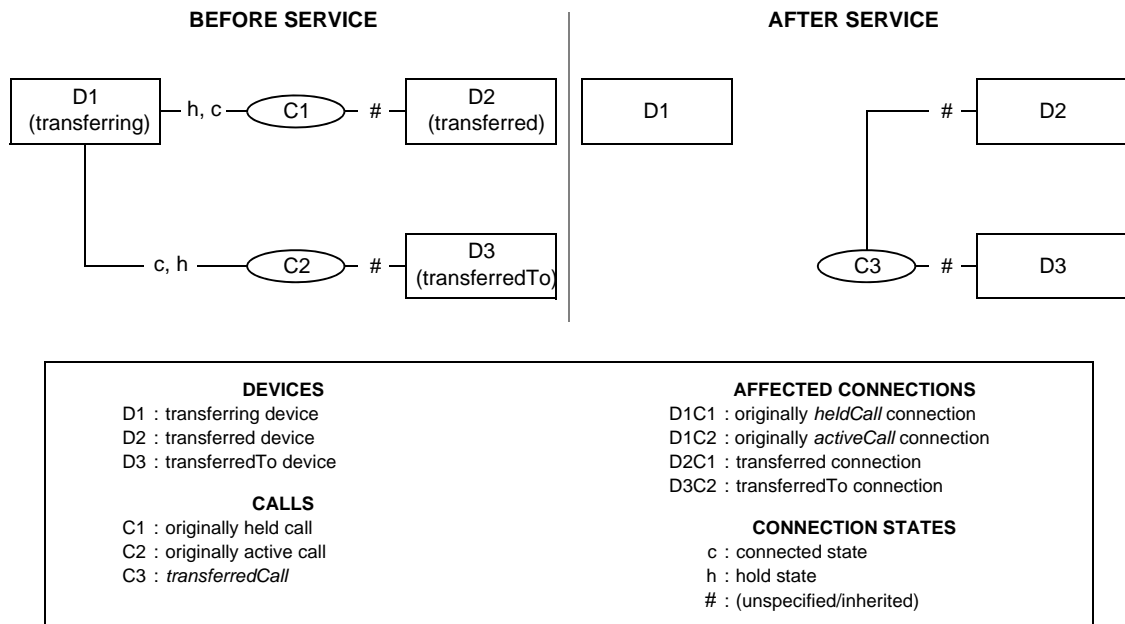 BEFORE SERVICE
AFTER SERVICE
D1
(transferring)
h, c
C1
#
D2
(transferred)
c, h
C2
#
D3
(transferredTo)
D1
#
D2
C3
#
D3
DEVICES
D1 : transferring device
D2 : transferred device
D3 : transferredTo device
CALLS
C1 : originally held call
C2 : originally active call
C3 : transferredCall
AFFECTED CONNECTIONS
D1C1 : originally heldCall connection
D1C2 : originally activeCall connection
D2C1 : transferred connection
D3C2 : transferredTo connection
CONNECTION STATES
c : connected state
h : hold state
# : (unspecified/inherited)